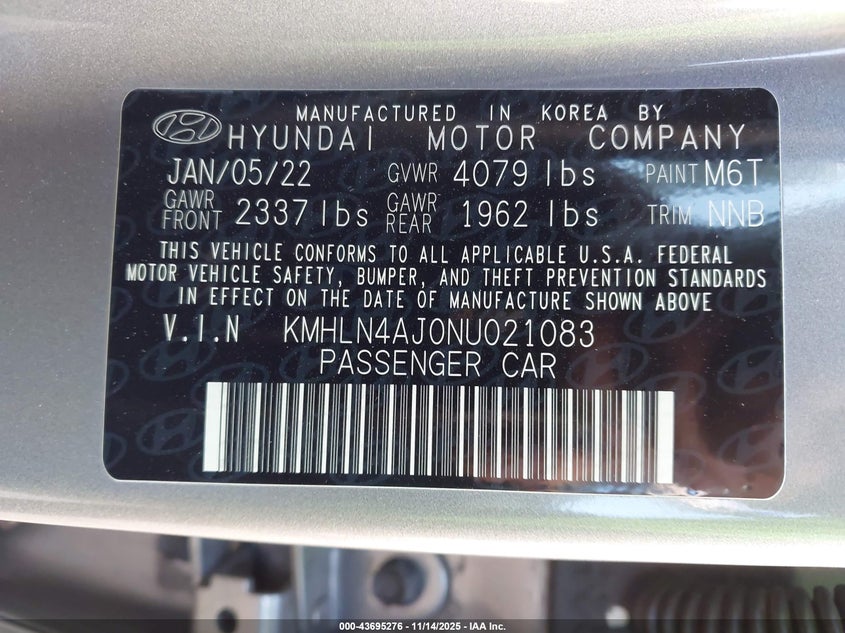 MANUFACTURED IN KOREA BY
HYUNDAI MOTOR COMPANY
JAN/05/22 GVWR 4079 lbs PAINT M6T
GAWR FRONT 2337 lbs GAWR REAR 1962 lbs TRIM NNB
THIS VEHICLE CONFORMS TO ALL APPLICABLE U.S.A. FEDERAL
MOTOR VEHICLE SAFETY, BUMPER, AND THEFT PREVENTION STANDARDS
IN EFFECT ON THE DATE OF MANUFACTURE SHOWN ABOVE
V.I.N KMHLN4AJ0NU021083
PASSENGER CAR
000-43695276 - 11/14/2025 - IAA Inc.